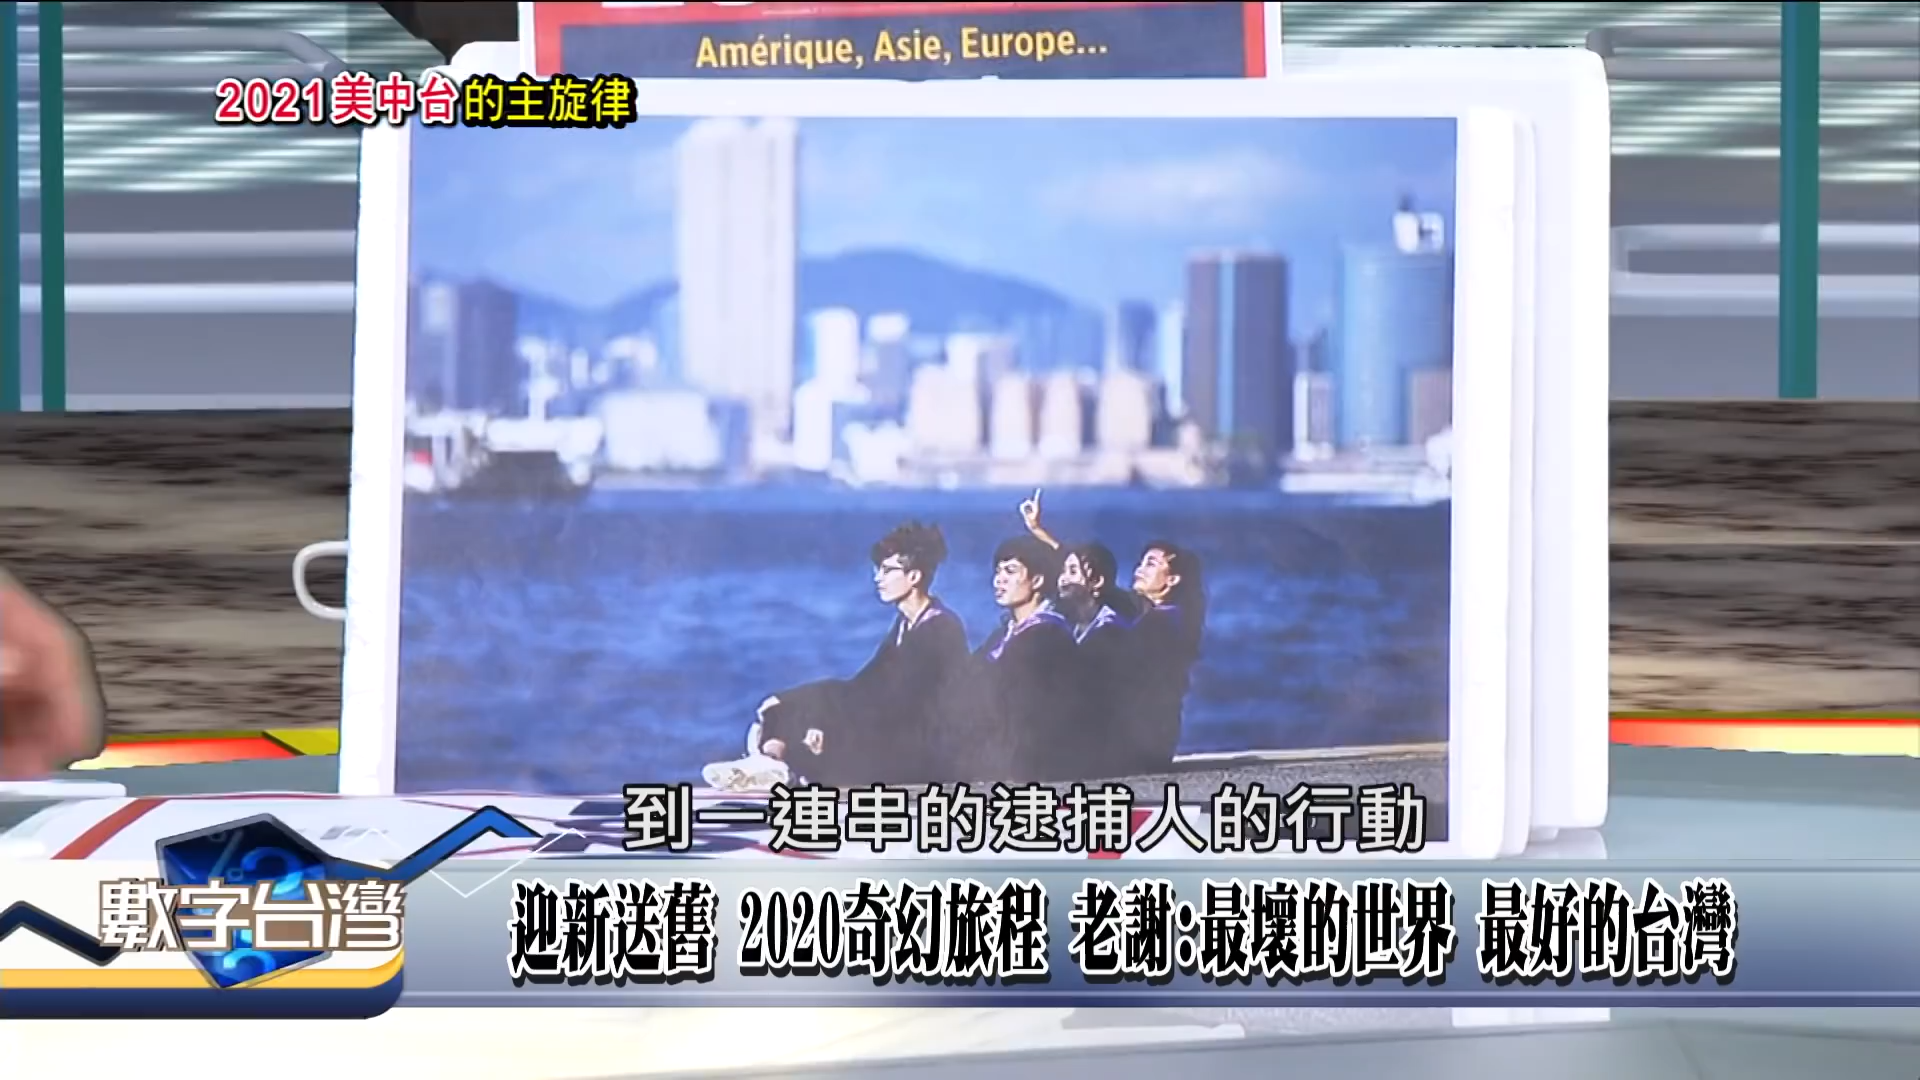 Amérique, Asie, Europe...
2021美中台的主旋律
到一連串的逮捕人的行動
數字台灣
迎新送舊 2020奇幻旅程 老謝:最壞的世界 最好的台灣